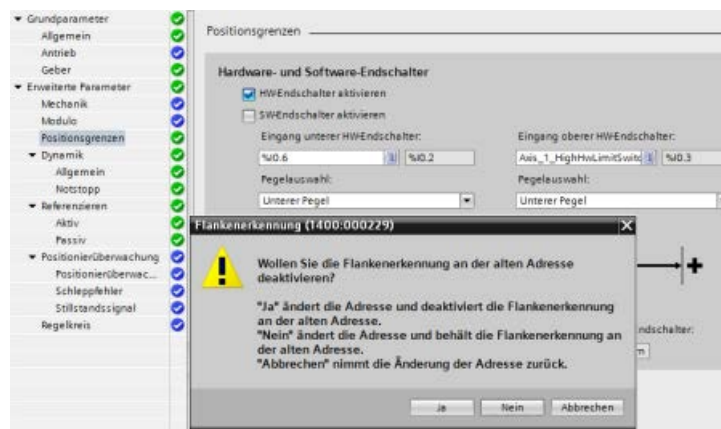 Grundparameter
Allgemein
Antrieb
Geber
Erweiterte Parameter
Mechanik
Modulo
Positionsgrenzen
Dynamik
Allgemein
Notstopp
Referenzieren
Aktiv
Passiv
Positionierüberwachung
Positionierüberwac...
Schleppfehler
Stillstandssignal
Regelkreis
Positionsgrenzen
Hardware- und Software-Endschalter
HW-Endschalter aktivieren
SW-Endschalter aktivieren
Eingang unterer HW-Endschalter:
Eingang oberer HW-Endschalter:
%I0.6
%I0.2
Axis_1_HighHwLimitSwitc
%I0.3
Pegelauswahl:
Pegelauswahl:
Unterer Pegel
Unterer Pegel
Flankenerkennung (1400:000229)
Wollen Sie die Flankenerkennung an der alten Adresse
deaktivieren?
"Ja" ändert die Adresse und deaktiviert die Flankenerkennung
an der alten Adresse.
"Nein" ändert die Adresse und behält die Flankenerkennung an
der alten Adresse.
"Abbrechen" nimmt die Änderung der Adresse zurück.
Ja
Nein
Abbrechen
ndschalter: